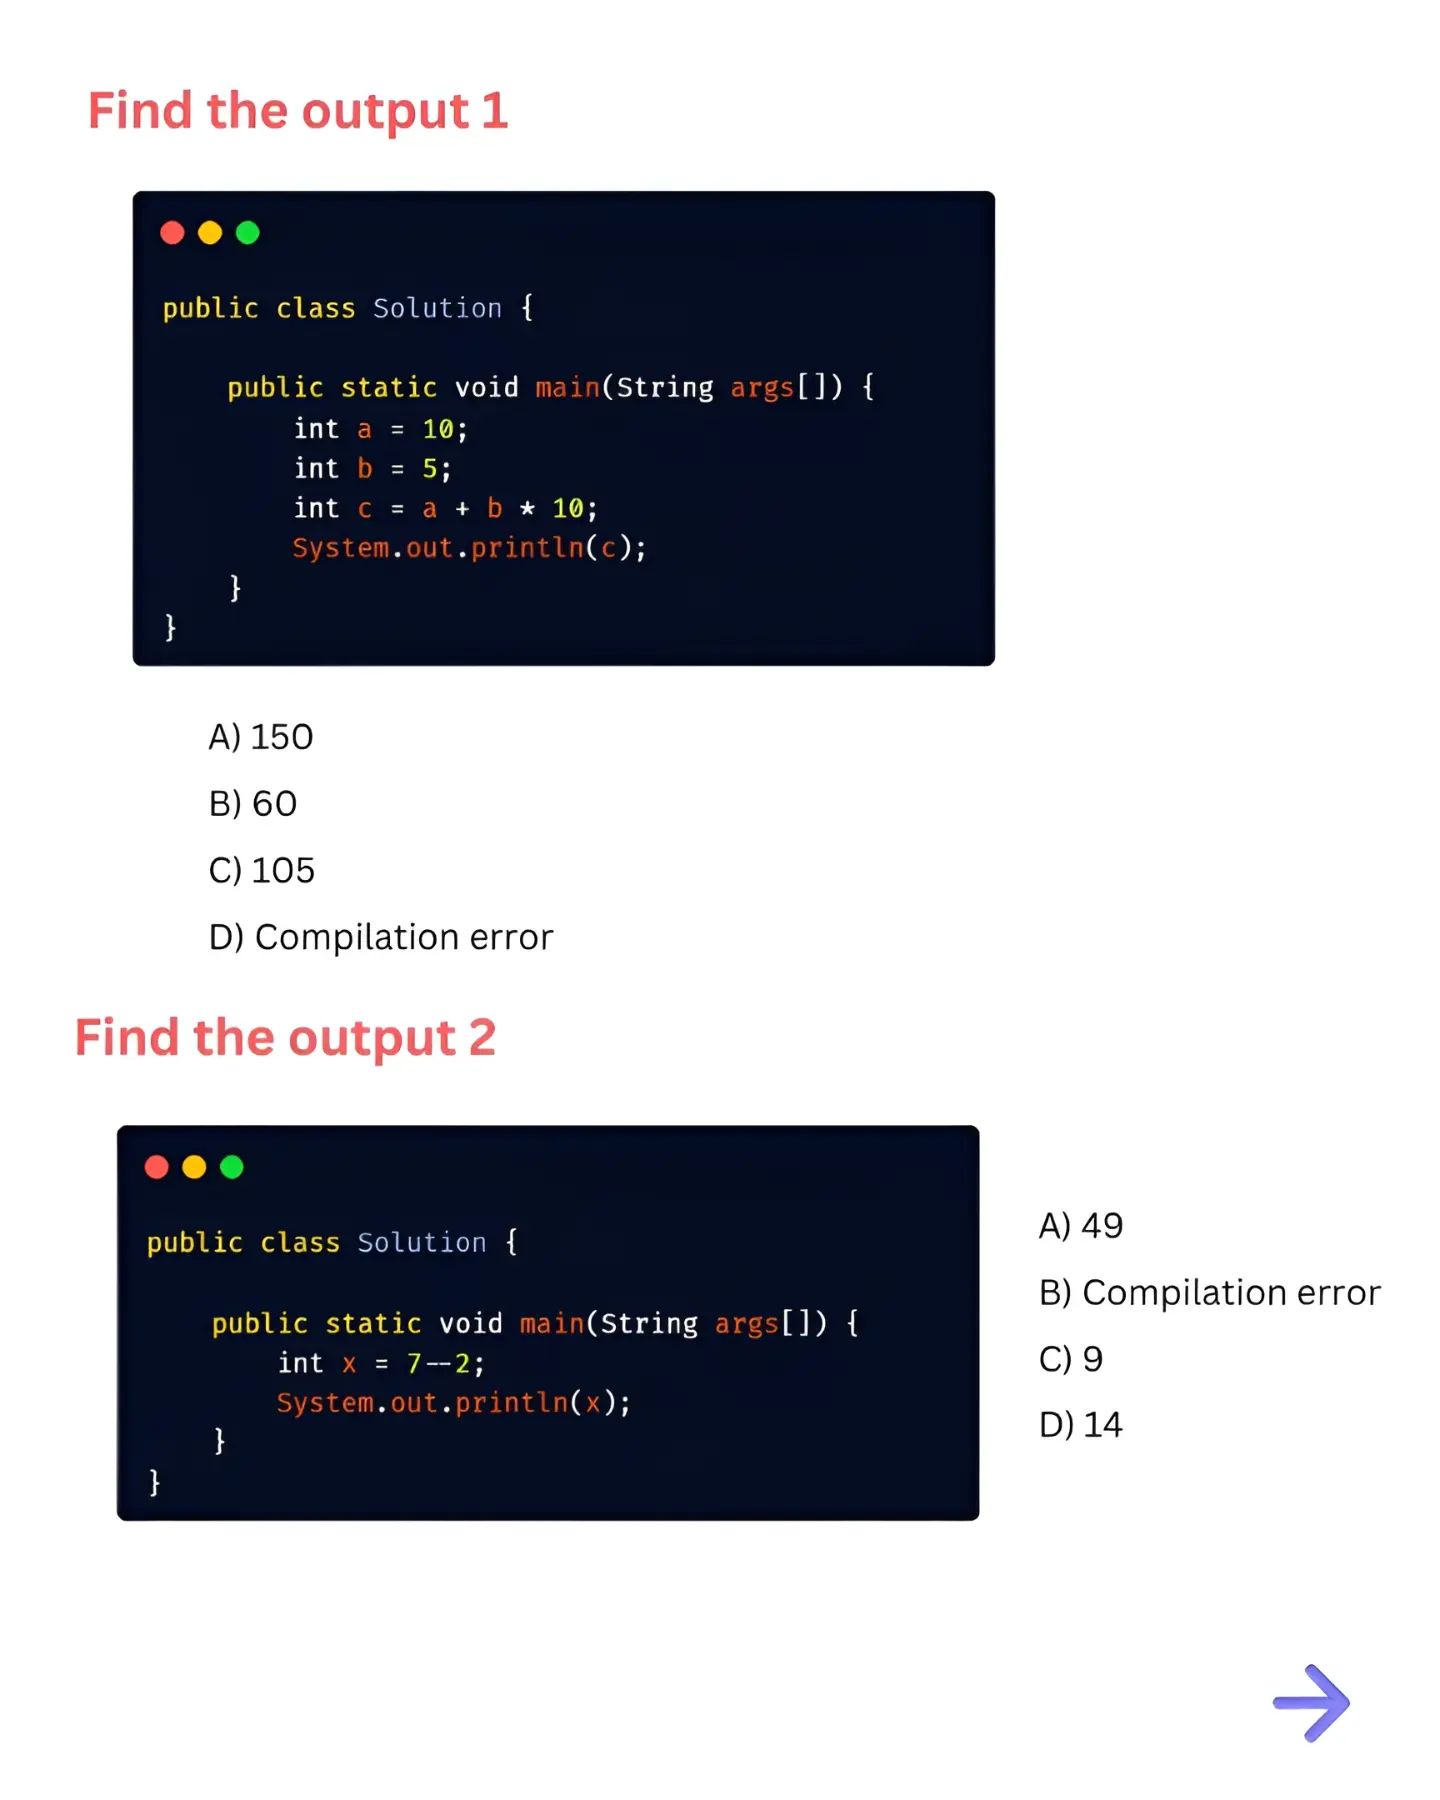 Find the output 1
public class Solution {
public static void main(String args[]) {
int a = 10;
int b = 5;
int c = a + b * 10;
System.out.println(c);
}
}
A) 150
B) 60
C) 105
D) Compilation error
Find the output 2
public class Solution {
public static void main(String args[]) {
int x = 7--2;
System.out.println(x);
}
}
A) 49
B) Compilation error
C) 9
D) 14